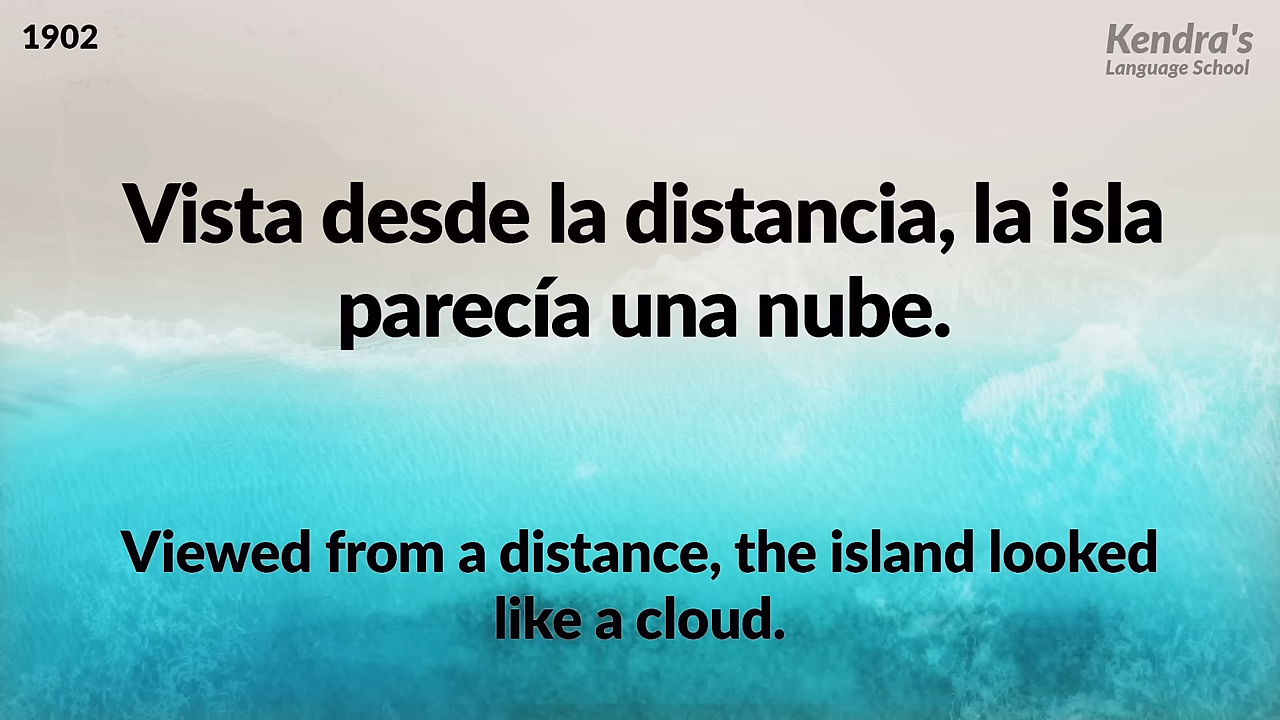 1902
Kendra's
Language School
Vista desde la distancia, la isla
parecía una nube.
Viewed from a distance, the island looked
like a cloud.